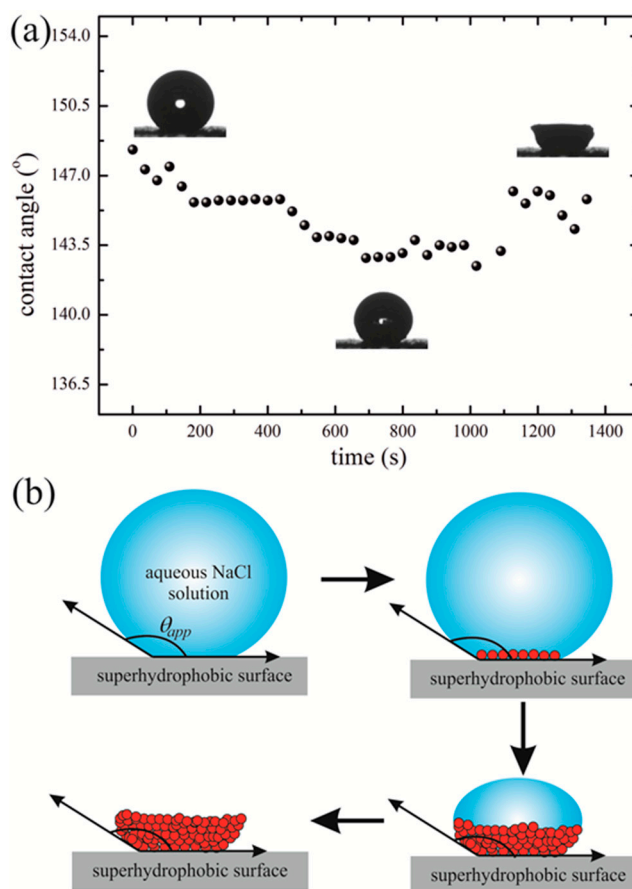 (a)
154.0
150.5
147.0
143.5
140.0
136.5
contact angle (°)
0 200 400 600 800 1000 1200 1400
time (s)
(b)
aqueous NaCl
solution
θapp
superhydrophobic surface
superhydrophobic surface
superhydrophobic surface
superhydrophobic surface